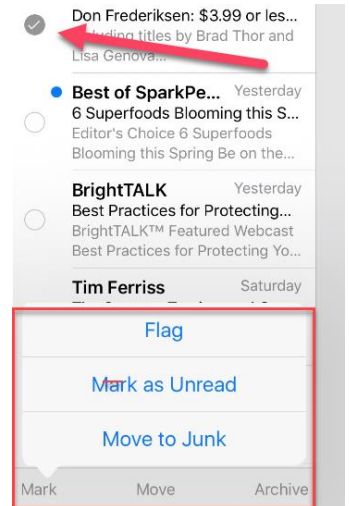 Don Frederiksen: $3.99 or les...
including titles by Brad Thor and
Lisa Genova...
Best of SparkPe... Yesterday
6 Superfoods Blooming this S...
Editor's Choice 6 Superfoods
Blooming this Spring Be on the...
BrightTALK Yesterday
Best Practices for Protecting...
BrightTALK™ Featured Webcast
Best Practices for Protecting Yo...
Tim Ferriss Saturday
Flag
Mark as Unread
Move to Junk
Mark Move Archive